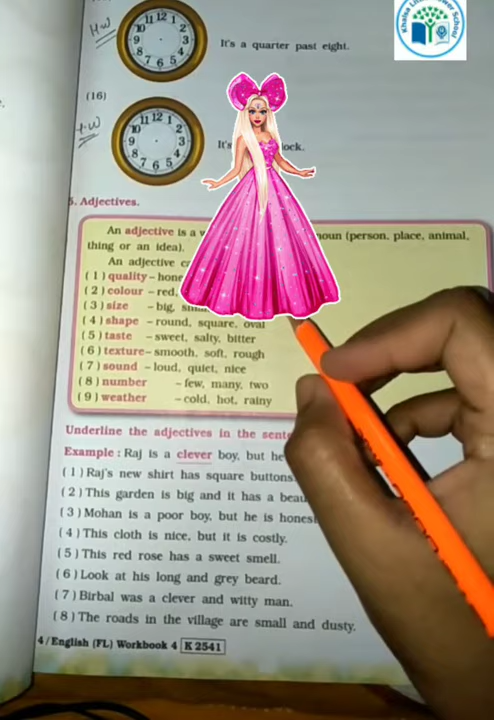 H.W
It's a quarter past eight.
Khalsa Little Flower School
(16)
H.W
It's lock.
5. Adjectives.
An adjective is a noun (person, place, animal,
thing or an idea).
An adjective
( 1 ) quality – hone
( 2 ) colour – red,
( 3 ) size – big,
( 4 ) shape – round, square, oval
( 5 ) taste – sweet, salty, bitter
( 6 ) texture– smooth, soft, rough
( 7 ) sound – loud, quiet, nice
( 8 ) number – few, many, two
( 9 ) weather – cold, hot, rainy
Underline the adjectives in the sent
Example : Raj is a clever boy, but he
( 1 ) Raj's new shirt has square buttons.
( 2 ) This garden is big and it has a beau
( 3 ) Mohan is a poor boy, but he is hones
( 4 ) This cloth is nice, but it is costly.
( 5 ) This red rose has a sweet smell.
( 6 ) Look at his long and grey beard.
( 7 ) Birbal was a clever and witty man.
( 8 ) The roads in the village are small and dusty.
4/English (FL) Workbook 4 K 2541